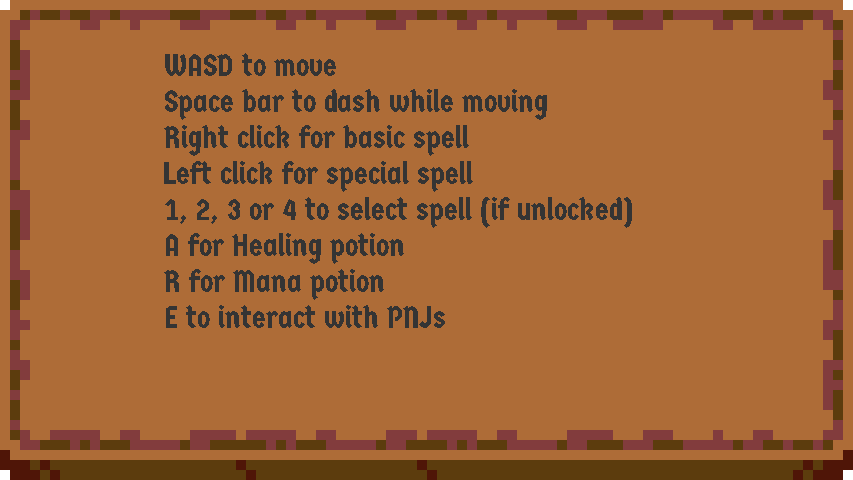 WASD to move
Space bar to dash while moving
Right click for basic spell
Left click for special spell
1, 2, 3 or 4 to select spell (if unlocked)
A for Healing potion
R for Mana potion
E to interact with PNJs